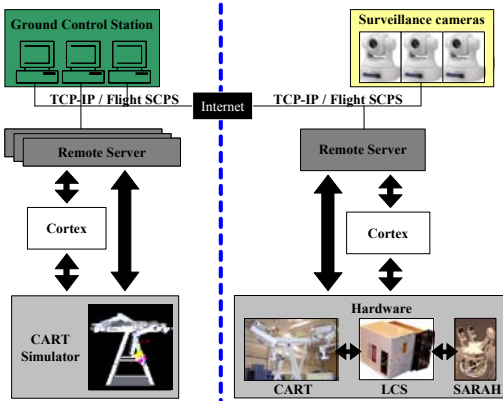 Ground Control Station
Surveillance cameras
TCP-IP / Flight SCPS
Internet
TCP-IP / Flight SCPS
Remote Server
Remote Server
Cortex
Cortex
CART
Simulator
Hardware
CART
LCS
SARAH